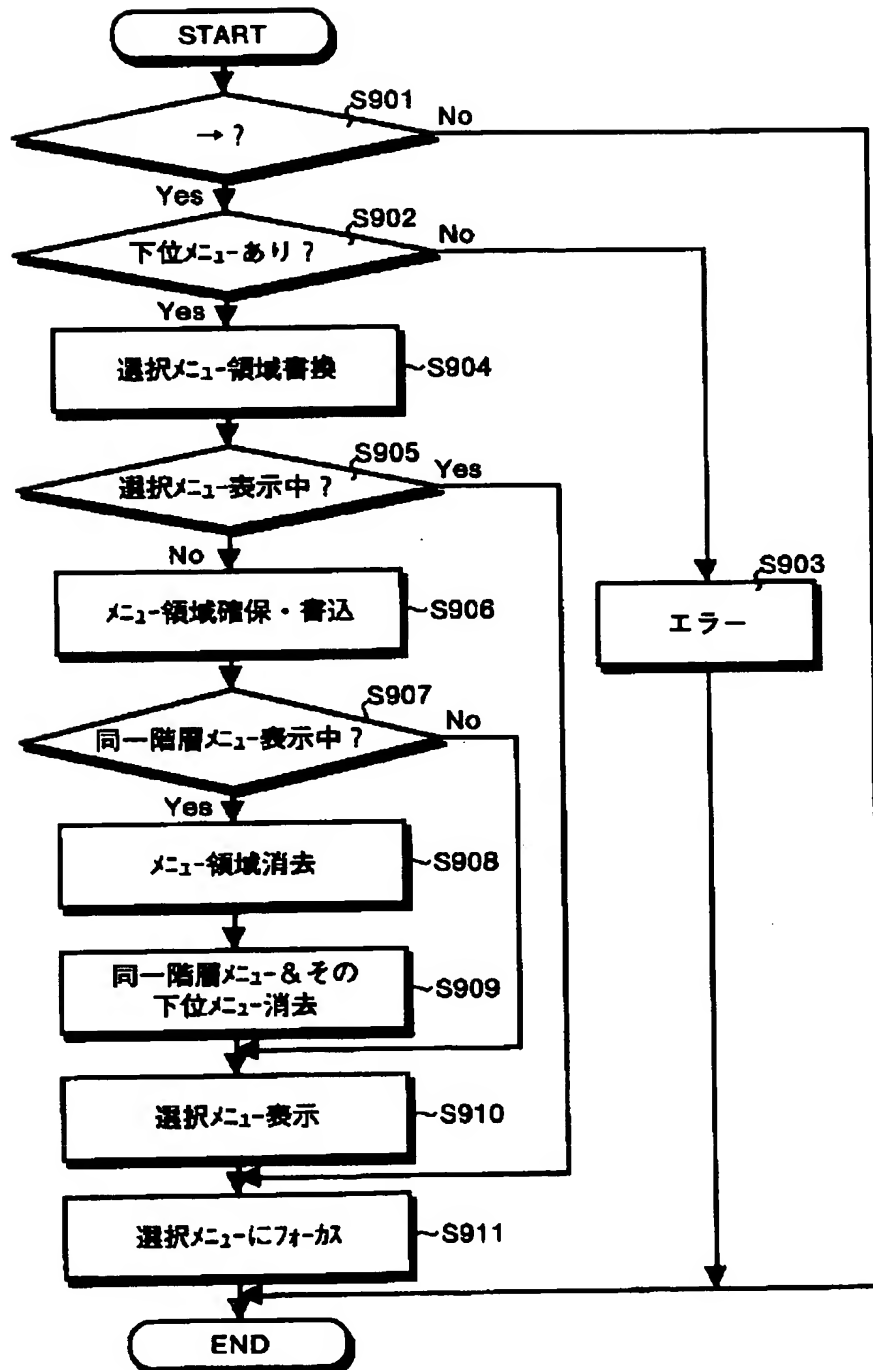 START
S901
→?
No
Yes
S902
下位メニューあり?
No
Yes
選択メニュー領域書換
~S904
S905
選択メニュー表示中?
Yes
No
S903
エラー
メニュー領域確保・書込
~S906
S907
同一階層メニュー表示中?
No
Yes
メニュー領域消去
~S908
同一階層メニュー&その
下位メニュー消去
~S909
選択メニュー表示
~S910
選択メニューにフォーカス
~S911
END